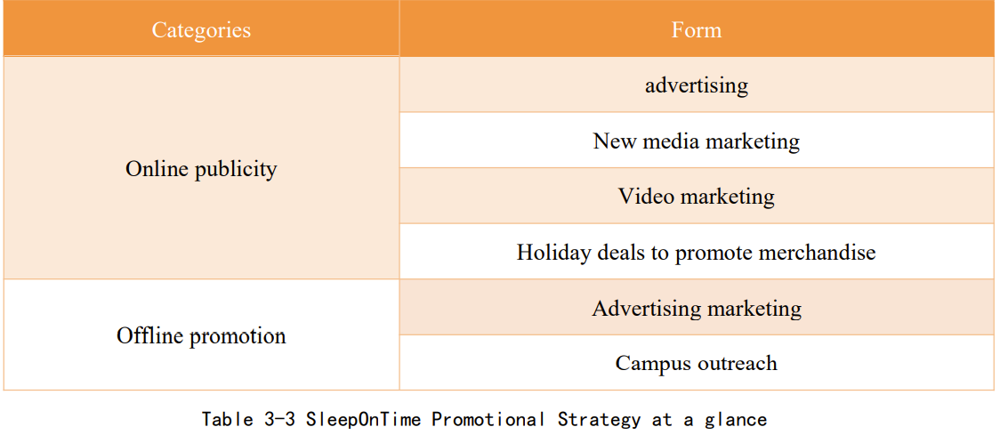 Categories
Form
advertising
New media marketing
Online publicity
Video marketing
Holiday deals to promote merchandise
Advertising marketing
Offline promotion
Campus outreach
Table 3-3 SleepOnTime Promotional Strategy at a glance